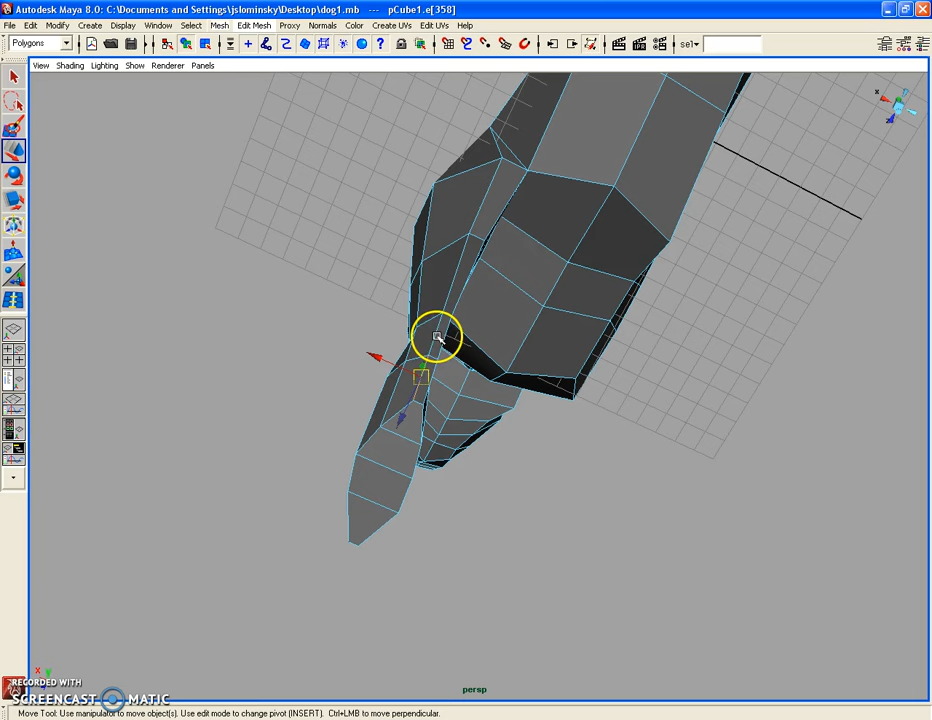 Autodesk Maya 8.0: C:\Documents and Settings\jslominsky\Desktop\dog1.mb --- pCube1.e[358]
File Edit Modify Create Display Window Select Mesh Edit Mesh Proxy Normals Color Create UVs Edit UVs Help
Polygons sel
View Shading Lighting Show Renderer Panels
x
z
persp
x y
RECORDED WITH
SCREENCAST MATIC
Move Tool: Use manipulator to move object(s). Use edit mode to change pivot (INSERT). Ctrl+LMB to move perpendicular.